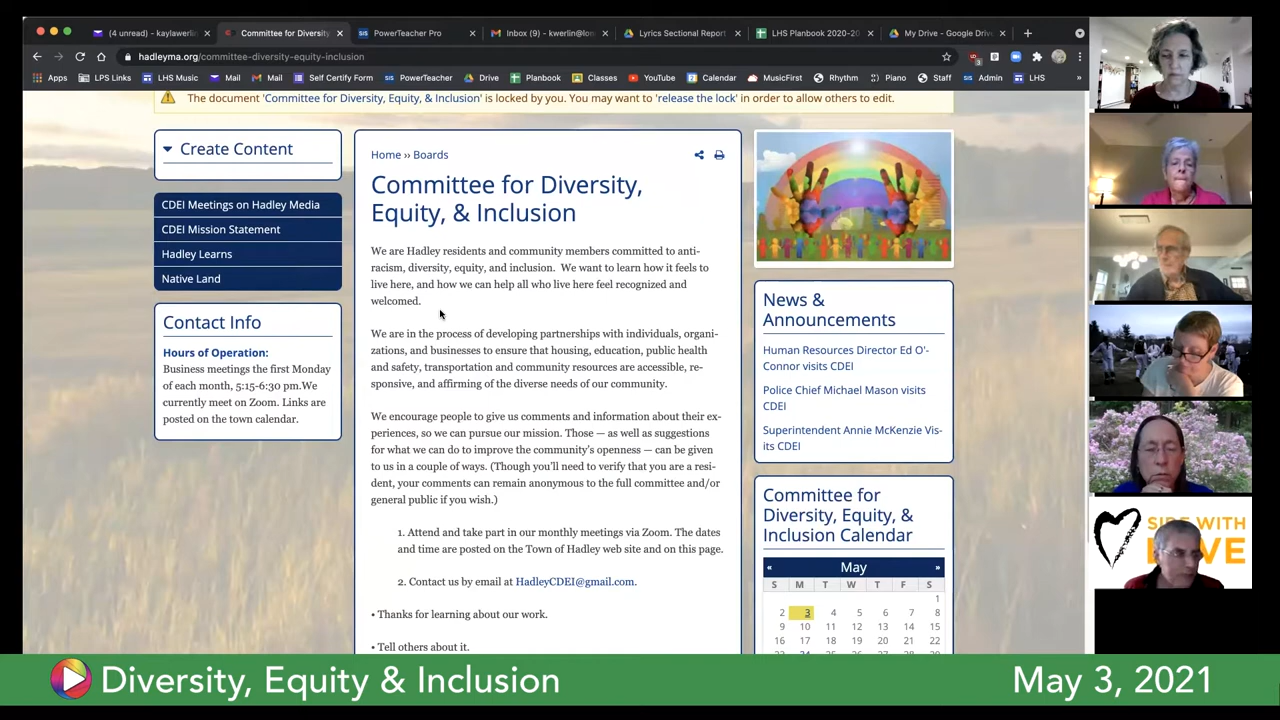 (4 unread) - kaylawerlin
Committee for Diversity
PowerTeacher Pro
Inbox (9) - kwerlin@lon
Lyrics Sectional Report
LHS Planbook 2020-20
My Drive - Google Drive
hadleyma.org/committee-diversity-equity-inclusion
Apps LPS Links LHS Music Mail Mail Self Certify Form PowerTeacher Drive Planbook Classes YouTube Calendar MusicFirst Rhythm Piano Staff Admin LHS »
The document 'Committee for Diversity, Equity, & Inclusion' is locked by you. You may want to 'release the lock' in order to allow others to edit.
Create Content
CDEI Meetings on Hadley Media
CDEI Mission Statement
Hadley Learns
Native Land
Contact Info
Hours of Operation:
Business meetings the first Monday
of each month, 5:15-6:30 pm.We
currently meet on Zoom. Links are
posted on the town calendar.
Home ›› Boards
Committee for Diversity,
Equity, & Inclusion
We are Hadley residents and community members committed to anti-
racism, diversity, equity, and inclusion. We want to learn how it feels to
live here, and how we can help all who live here feel recognized and
welcomed.
We are in the process of developing partnerships with individuals, organi-
zations, and businesses to ensure that housing, education, public health
and safety, transportation and community resources are accessible, re-
sponsive, and affirming of the diverse needs of our community.
We encourage people to give us comments and information about their ex-
periences, so we can pursue our mission. Those — as well as suggestions
for what we can do to improve the community's openness — can be given
to us in a couple of ways. (Though you'll need to verify that you are a resi-
dent, your comments can remain anonymous to the full committee and/or
general public if you wish.)
1. Attend and take part in our monthly meetings via Zoom. The dates
and time are posted on the Town of Hadley web site and on this page.
2. Contact us by email at HadleyCDEI@gmail.com.
• Thanks for learning about our work.
• Tell others about it.
News &
Announcements
Human Resources Director Ed O'-
Connor visits CDEI
Police Chief Michael Mason visits
CDEI
Superintendent Annie McKenzie Vis-
its CDEI
Committee for
Diversity, Equity, &
Inclusion Calendar
« May »
S M T W T F S
1
2 3 4 5 6 7 8
9 10 11 12 13 14 15
16 17 18 19 20 21 22
SIDE WITH
Diversity, Equity & Inclusion
May 3, 2021